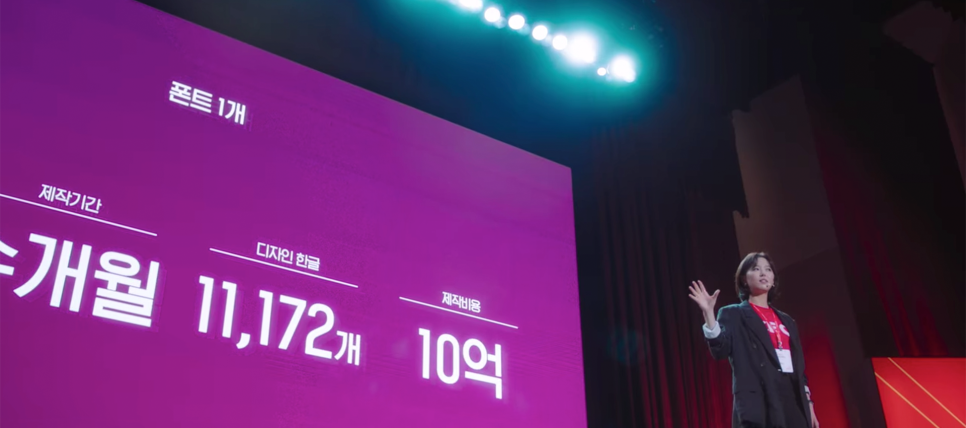 폰트 1개
제작기간
개월
디자인 한글
11,172개
제작비용
10억